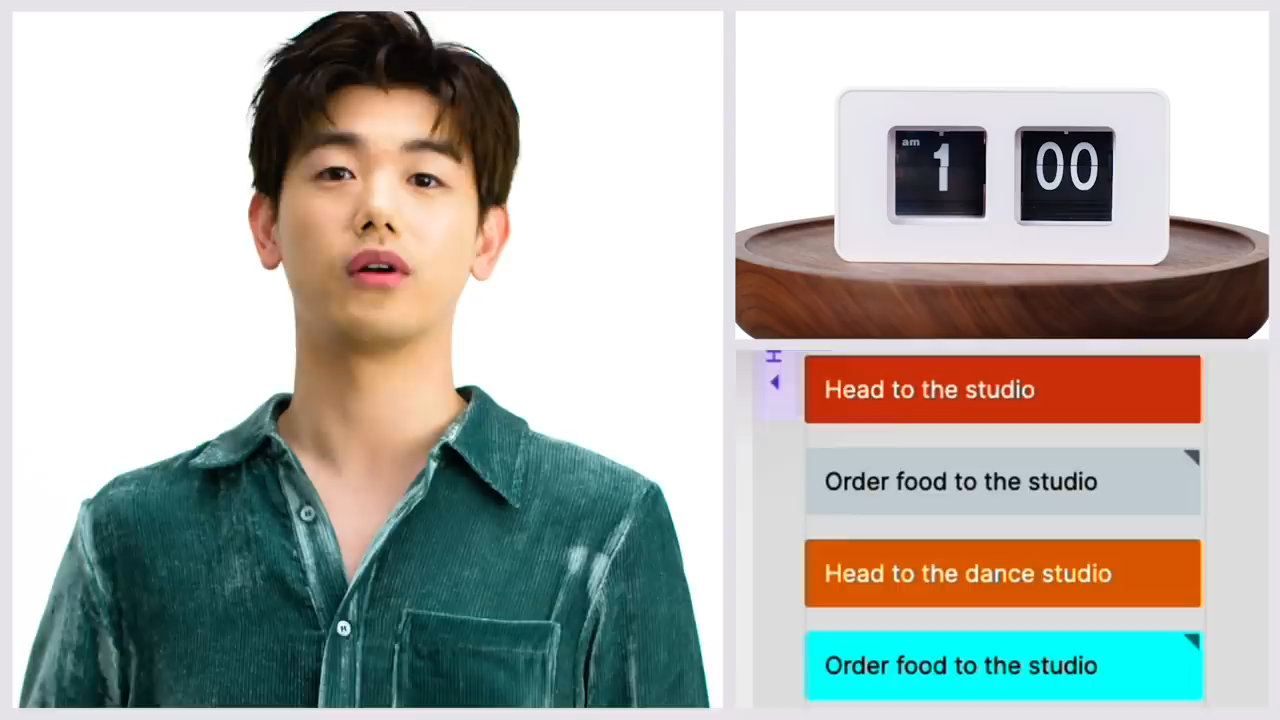 am
1
00
Head to the studio
Order food to the studio
Head to the dance studio
Order food to the studio